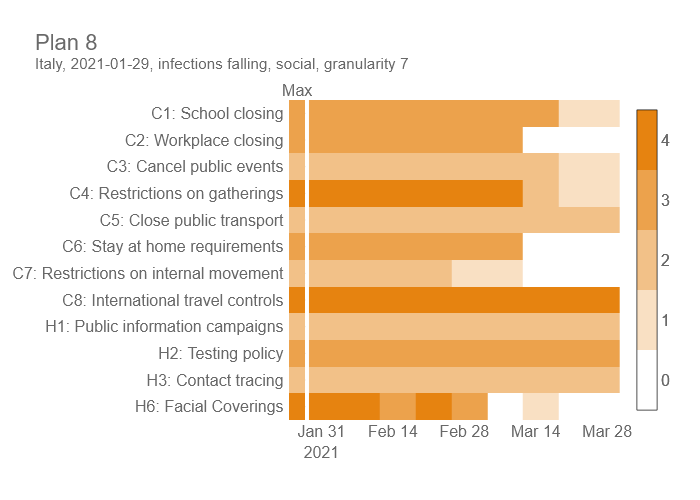 Plan 8
Italy, 2021-01-29, infections falling, social, granularity 7
Max
C1: School closing
C2: Workplace closing
C3: Cancel public events
C4: Restrictions on gatherings
C5: Close public transport
C6: Stay at home requirements
C7: Restrictions on internal movement
C8: International travel controls
H1: Public information campaigns
H2: Testing policy
H3: Contact tracing
H6: Facial Coverings
4
3
2
1
0
Jan 31 Feb 14 Feb 28 Mar 14 Mar 28
2021